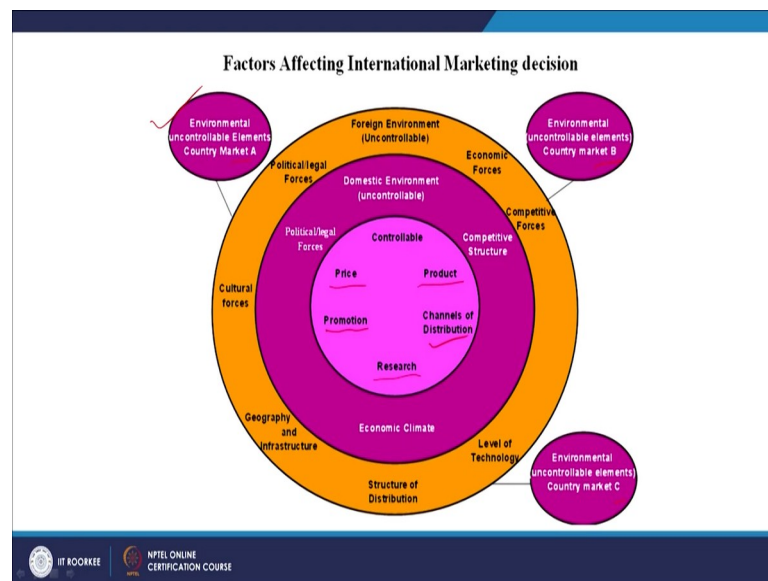 Factors Affecting International Marketing decision
Environmental
uncontrollable Elements
Country Market A
Environmental
(uncontrollable elements)
Country market B
Foreign Environment
(Uncontrollable)
Political/legal
Forces
Economic
Forces
Domestic Environment
(uncontrollable)
Competitive
Forces
Political/legal
Forces
Controllable
Competitive
Structure
Price
Product
Cultural
forces
Promotion
Channels of
Distribution
Research
Geography
and
Infrastructure
Economic Climate
Level of
Technology
Structure of
Distribution
Environmental
(uncontrollable elements)
Country market C
IIT ROORKEE
NPTEL ONLINE
CERTIFICATION COURSE
NPTEL